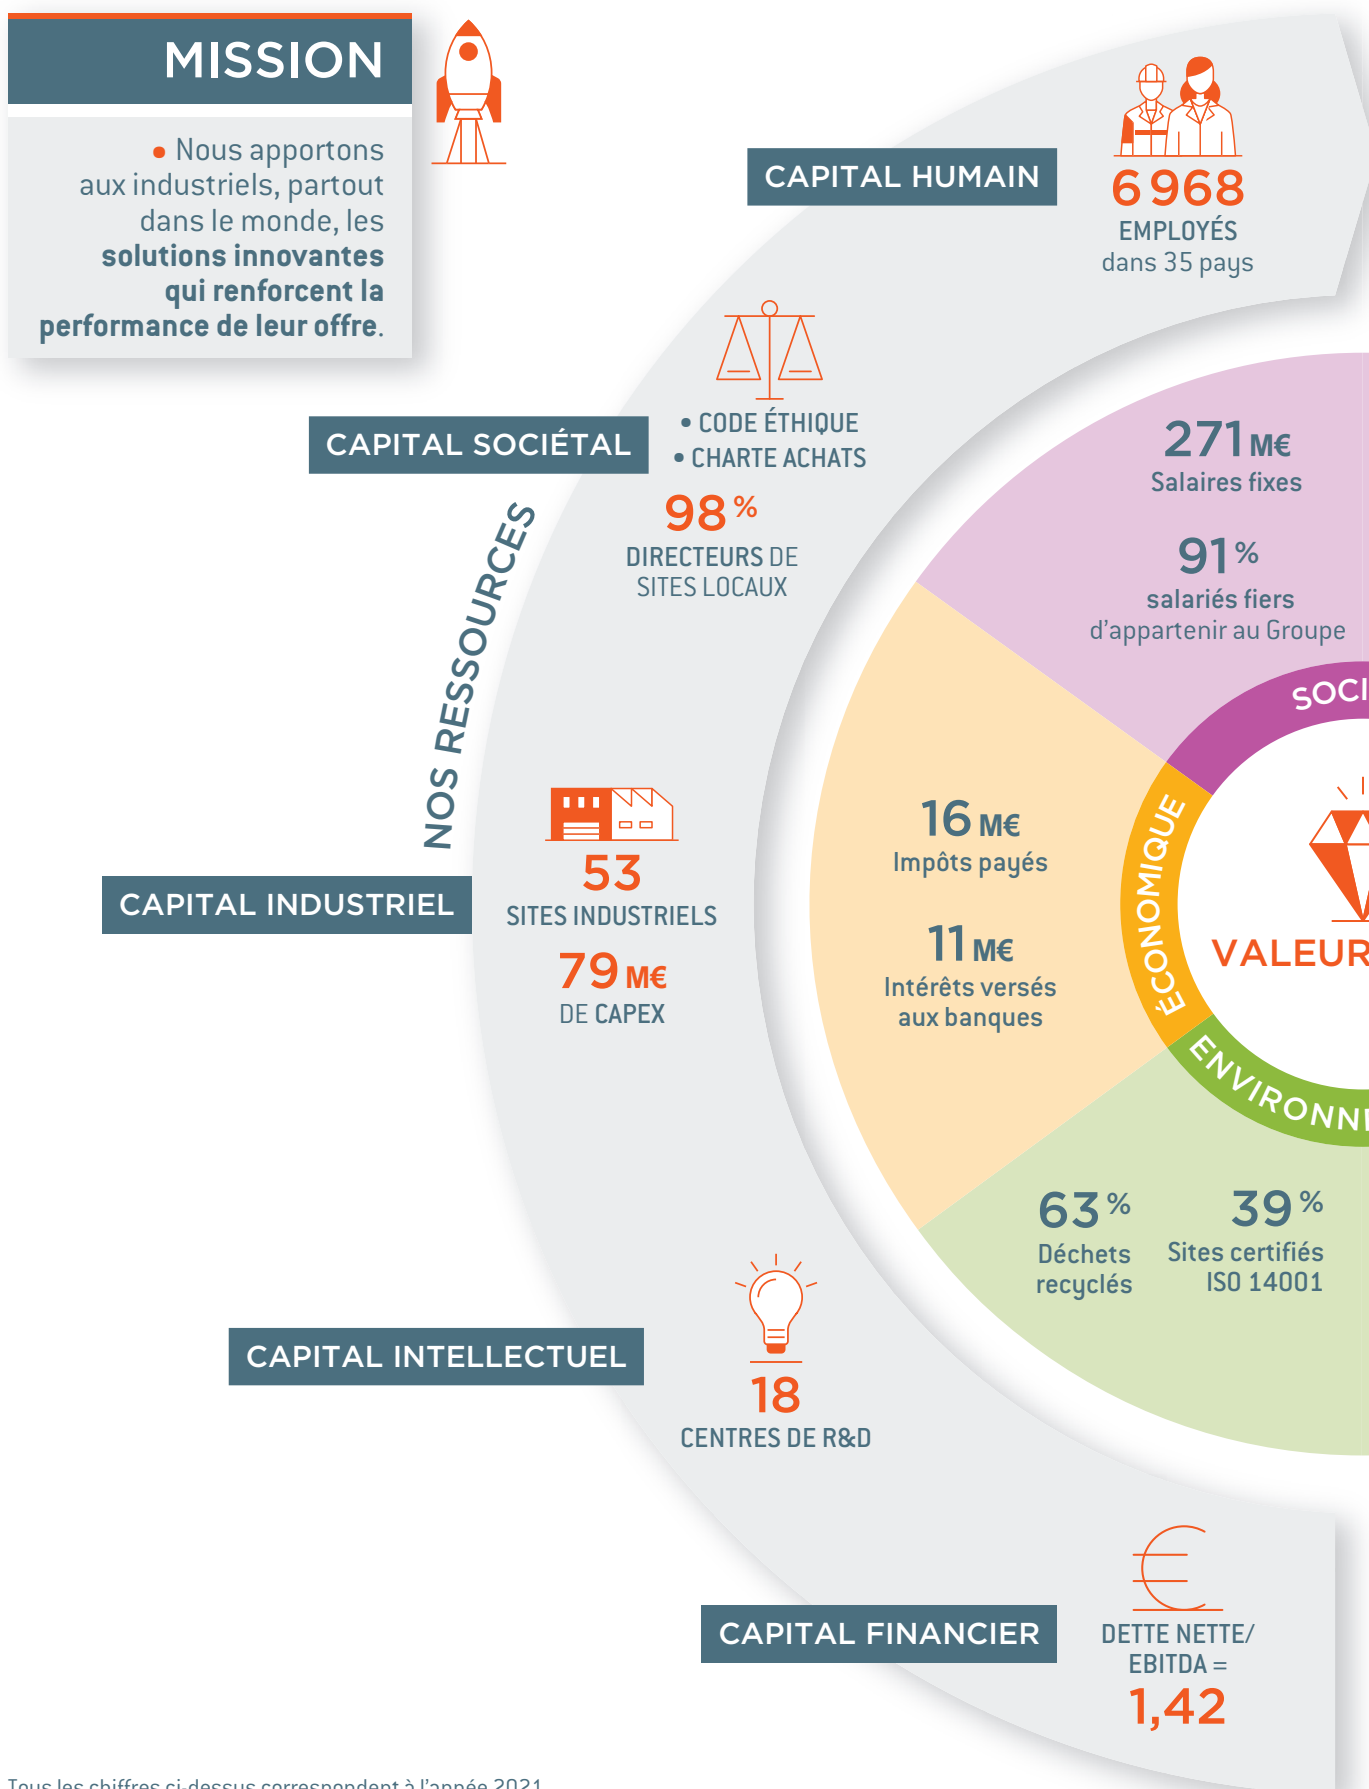 MISSION
• Nous apportons
aux industriels, partout
dans le monde, les
solutions innovantes
qui renforcent la
performance de leur offre.
CAPITAL HUMAIN
6 968
EMPLOYÉS
dans 35 pays
CAPITAL SOCIÉTAL
• CODE ÉTHIQUE
• CHARTE ACHATS
98 %
DIRECTEURS DE
SITES LOCAUX
NOS RESSOURCES
CAPITAL INDUSTRIEL
53
SITES INDUSTRIELS
79 M€
DE CAPEX
CAPITAL INTELLECTUEL
18
CENTRES DE R&D
CAPITAL FINANCIER
DETTE NETTE/
EBITDA =
1,42
271 M€
Salaires fixes
91 %
salariés fiers
d'appartenir au Groupe
SOCI
16 M€
Impôts payés
11 M€
Intérêts versés
aux banques
ÉCONOMIQUE
VALEUR
ENVIRONN
63 %
Déchets
recyclés
39 %
Sites certifiés
ISO 14001
Tous les chiffres ci-dessus correspondent à l'année 2021